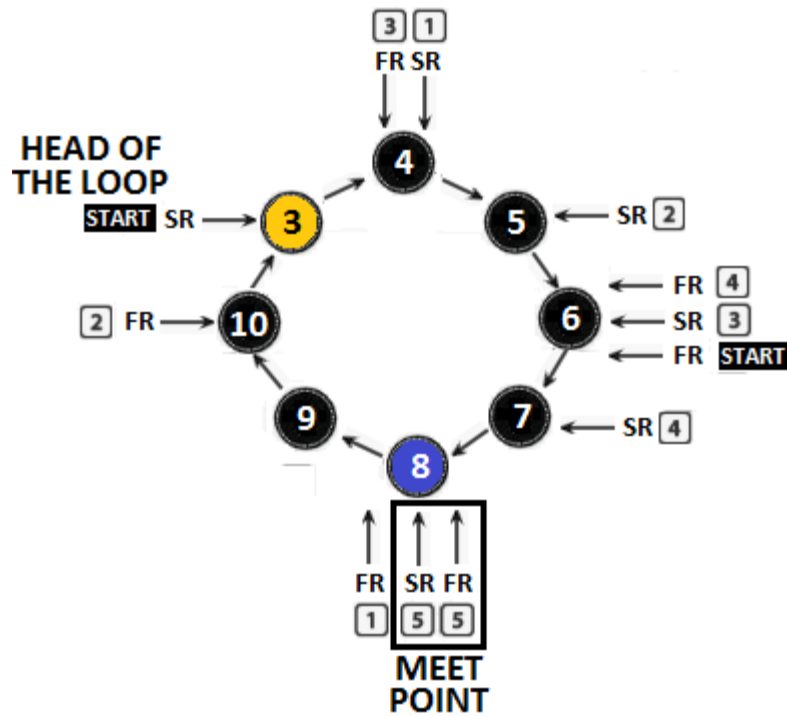 3 1
FR SR
4
HEAD OF
THE LOOP
START SR
3
5
SR 2
FR 4
2 FR
10
6
SR 3
FR START
9
7
SR 4
8
FR SR FR
1 5 5
MEET
POINT